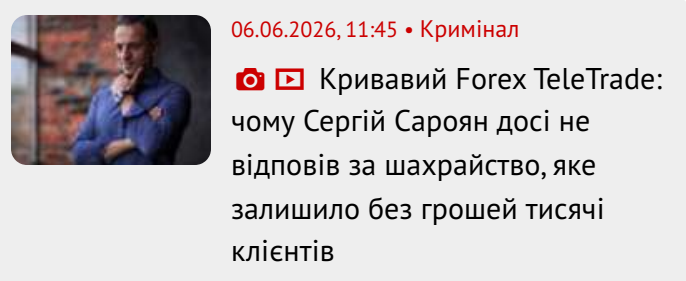 06.06.2026, 11:45 • Кримінал
Кривавий Forex TeleTrade:
чому Сергій Сароян досі не
відповів за шахрайство, яке
залишило без грошей тисячі
клієнтів